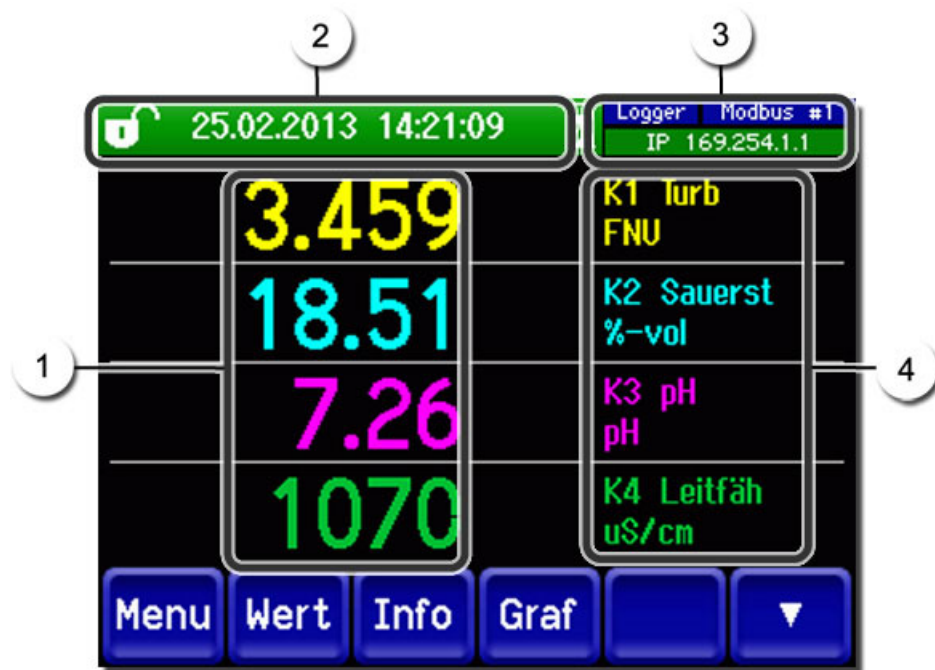 2
3
25.02.2013 14:21:09
Logger Modbus #1
IP 169.254.1.1
3.459
K1 Turb
FNU
18.51
K2 Sauerst
%-vol
1
4
7.26
K3 pH
pH
1070
K4 Leitfäh
uS/cm
Menu Wert Info Graf ▼